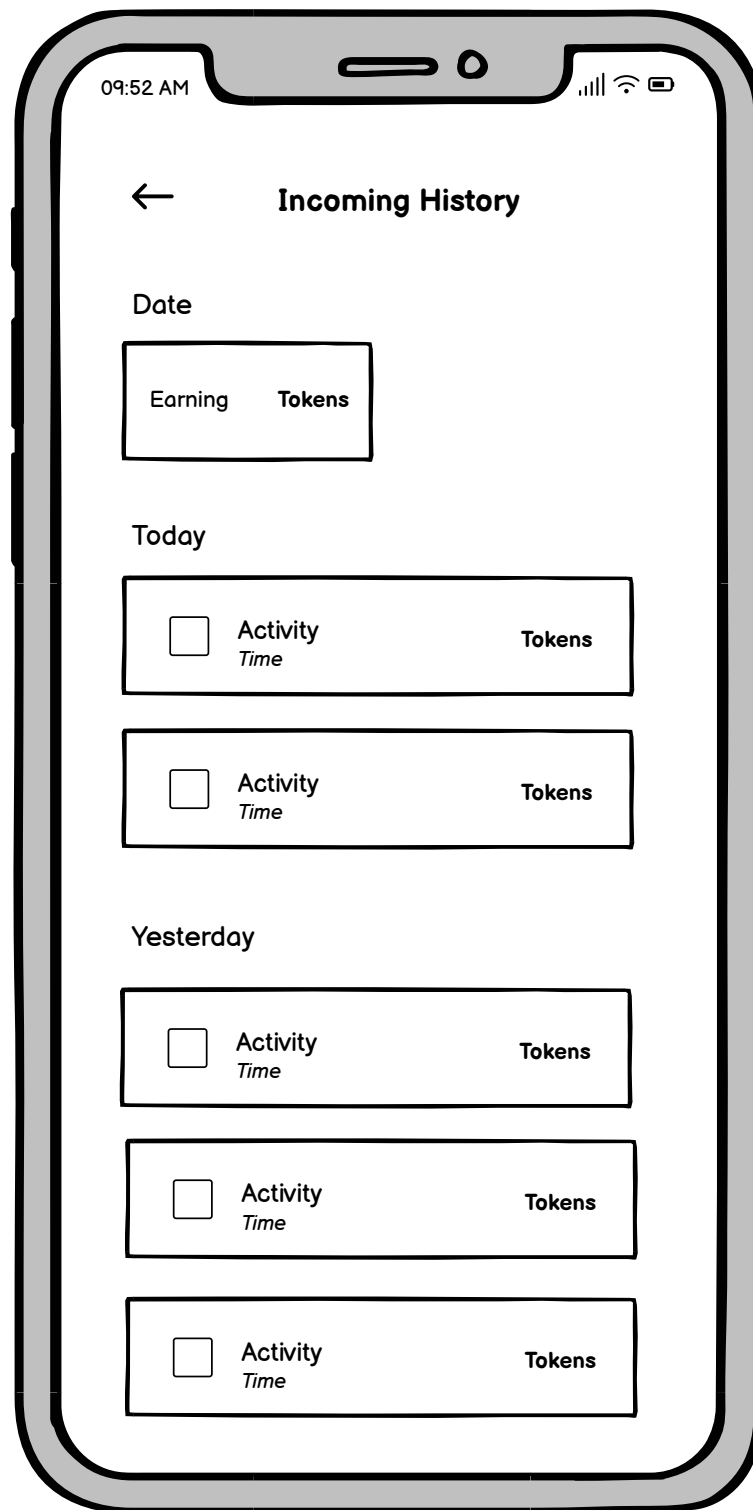 09:52 AM
Incoming History
Date
Earning Tokens
Today
Activity
Time
Tokens
Activity
Time
Tokens
Yesterday
Activity
Time
Tokens
Activity
Time
Tokens
Activity
Time
Tokens